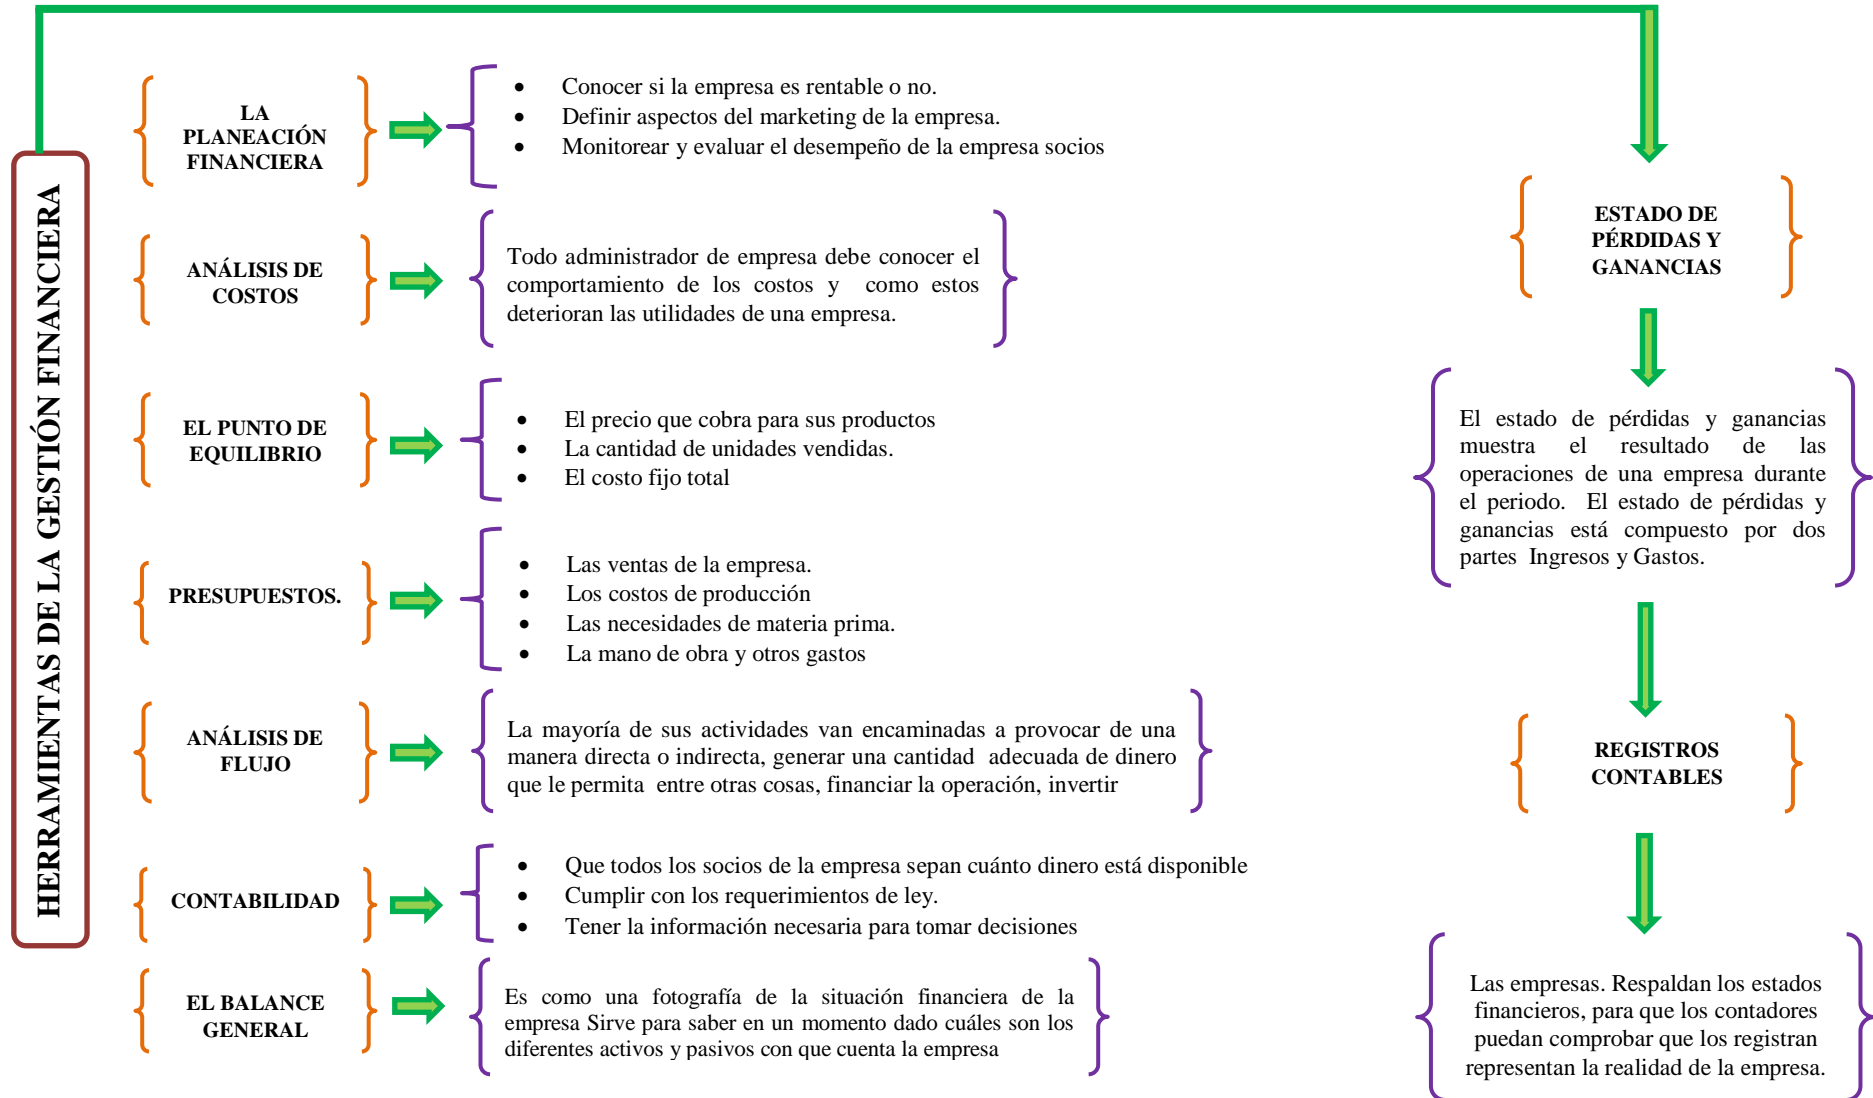 HERRAMIENTAS DE LA GESTIÓN FINANCIERA
LA
PLANEACIÓN
FINANCIERA
• Conocer si la empresa es rentable o no.
• Definir aspectos del marketing de la empresa.
• Monitorear y evaluar el desempeño de la empresa socios
ANÁLISIS DE
COSTOS
Todo administrador de empresa debe conocer el
comportamiento de los costos y como estos
deterioran las utilidades de una empresa.
EL PUNTO DE
EQUILIBRIO
• El precio que cobra para sus productos
• La cantidad de unidades vendidas.
• El costo fijo total
PRESUPUESTOS.
• Las ventas de la empresa.
• Los costos de producción
• Las necesidades de materia prima.
• La mano de obra y otros gastos
ANÁLISIS DE
FLUJO
La mayoría de sus actividades van encaminadas a provocar de una
manera directa o indirecta, generar una cantidad adecuada de dinero
que le permita entre otras cosas, financiar la operación, invertir
CONTABILIDAD
• Que todos los socios de la empresa sepan cuánto dinero está disponible
• Cumplir con los requerimientos de ley.
• Tener la información necesaria para tomar decisiones
EL BALANCE
GENERAL
Es como una fotografía de la situación financiera de la
empresa Sirve para saber en un momento dado cuáles son los
diferentes activos y pasivos con que cuenta la empresa
ESTADO DE
PÉRDIDAS Y
GANANCIAS
El estado de pérdidas y ganancias
muestra el resultado de las
operaciones de una empresa durante
el periodo. El estado de pérdidas y
ganancias está compuesto por dos
partes Ingresos y Gastos.
REGISTROS
CONTABLES
Las empresas. Respaldan los estados
financieros, para que los contadores
puedan comprobar que los registran
representan la realidad de la empresa.